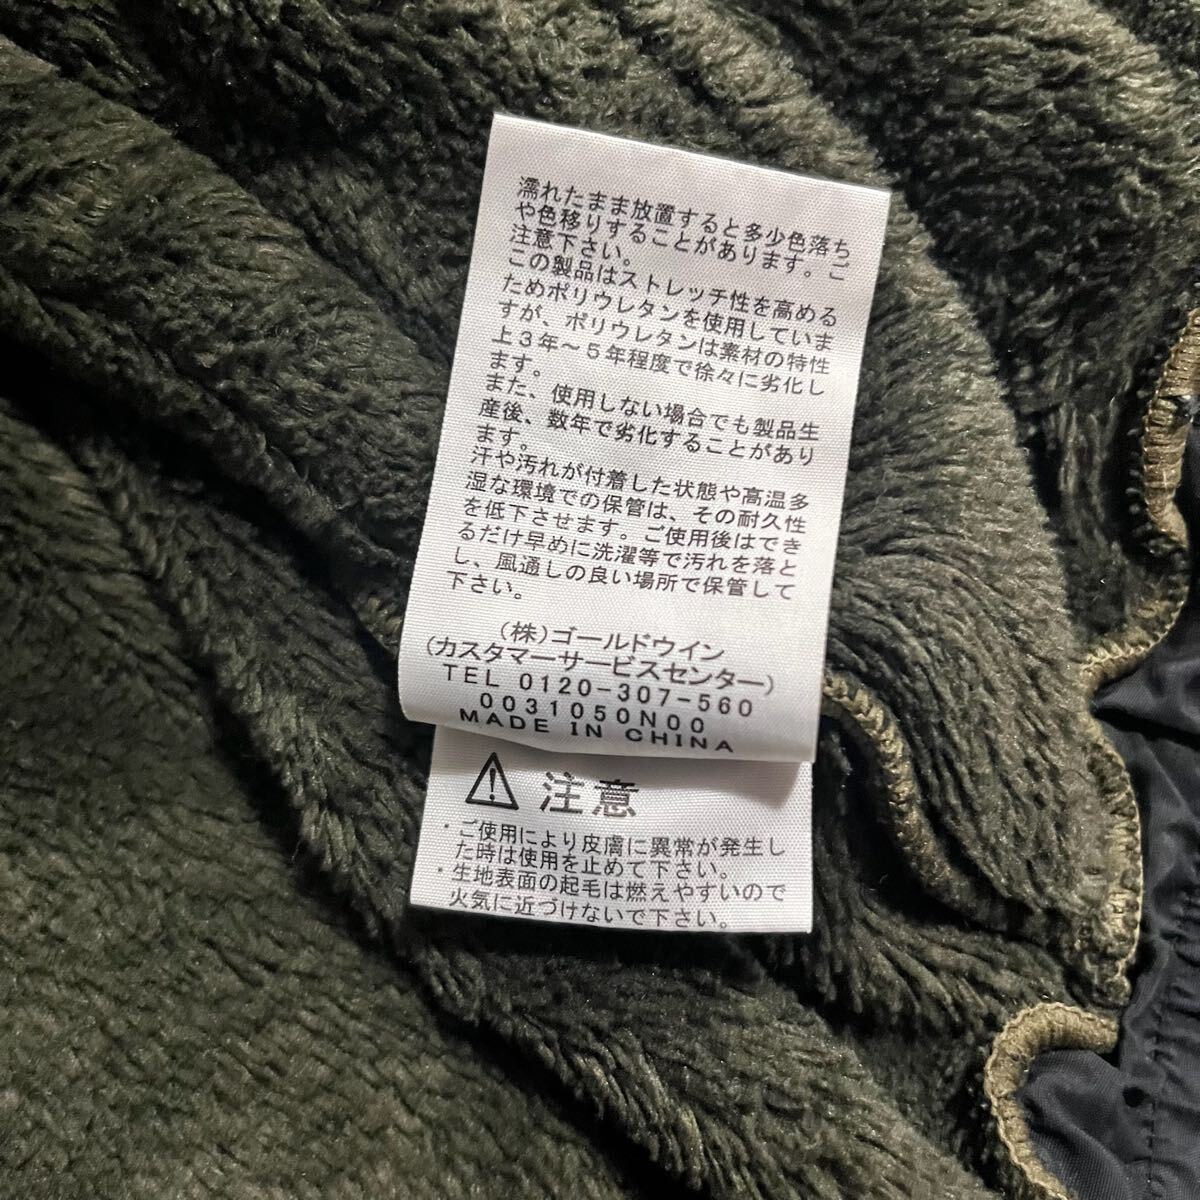 濡れたまま放置すると多少色落ち
や色移りすることがあります。ご
注意下さい。
この製品はストレッチ性を高める
ためポリウレタンを使用していま
すが、ポリウレタンは素材の特性
上３年～５年程度で徐々に劣化し
ます。
また、使用しない場合でも製品生
産後、数年で劣化することがあり
ます。
汗や汚れが付着した状態や高温多
湿な環境での保管は、その耐久性
を低下させます。ご使用後はでき
るだけ早めに洗濯等で汚れを落と
し、風通しの良い場所で保管して
下さい。
(株)ゴールドウイン
(カスタマーサービスセンター)
TEL 0120-307-560
0031050N00
MADE IN CHINA
注意
・ご使用により皮膚に異常が発生し
た時は使用を止めて下さい。
・生地表面の起毛は燃えやすいので
火気に近づけないで下さい。